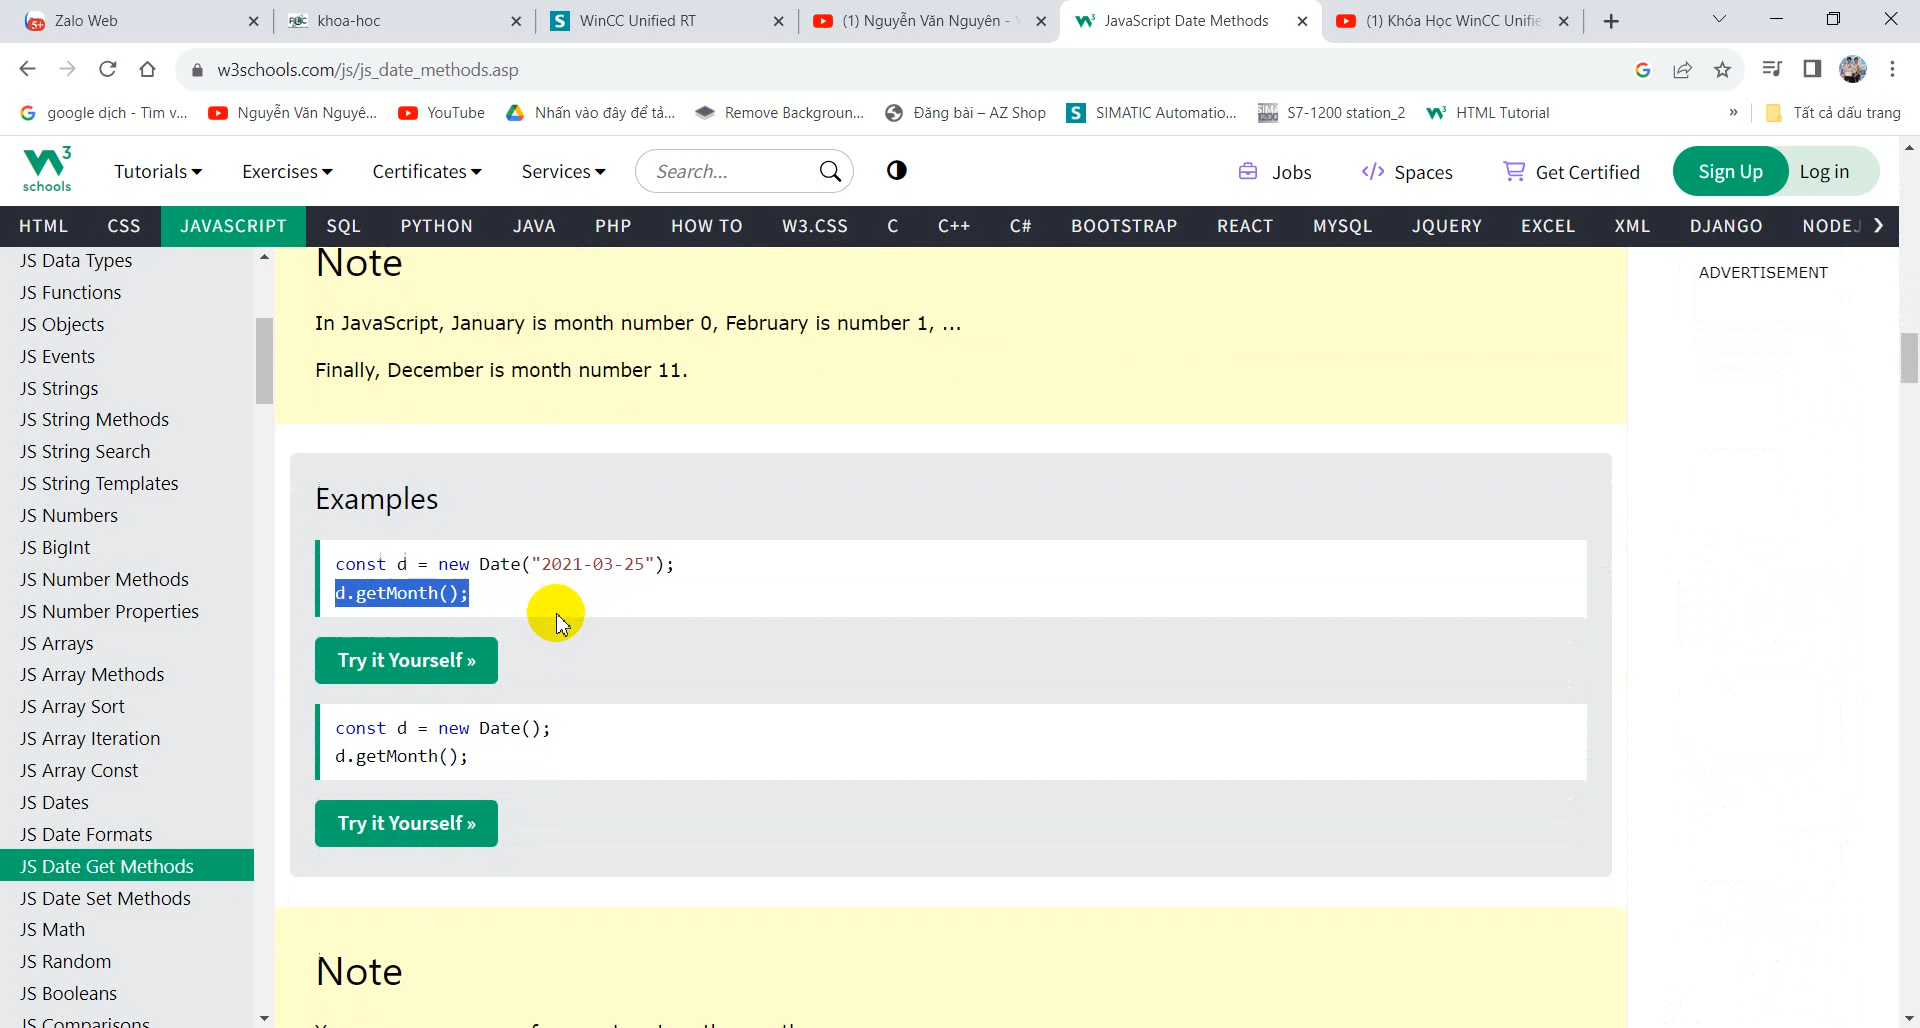 Zalo Web
khoa-hoc
WinCC Unified RT
(1) Nguyễn Văn Nguyên -
JavaScript Date Methods
(1) Khóa Học WinCC Unifie
w3schools.com/js/js_date_methods.asp
google dịch - Tìm v...
Nguyễn Văn Nguyê...
YouTube
Nhấn vào đây để tả...
Remove Backgroun...
Đăng bài – AZ Shop
SIMATIC Automatio...
S7-1200 station_2
HTML Tutorial
»
Tất cả dấu trang
3
schools
Tutorials
Exercises
Certificates
Services
Search...
Jobs
Spaces
Get Certified
Sign Up
Log in
HTML
CSS
JAVASCRIPT
SQL
PYTHON
JAVA
PHP
HOW TO
W3.CSS
C
C++
C#
BOOTSTRAP
REACT
MYSQL
JQUERY
EXCEL
XML
DJANGO
NODEJ
JS Data Types
JS Functions
JS Objects
JS Events
JS Strings
JS String Methods
JS String Search
JS String Templates
JS Numbers
JS BigInt
JS Number Methods
JS Number Properties
JS Arrays
JS Array Methods
JS Array Sort
JS Array Iteration
JS Array Const
JS Dates
JS Date Formats
JS Date Get Methods
JS Date Set Methods
JS Math
JS Random
JS Booleans
JS Comparisons
Note
In JavaScript, January is month number 0, February is number 1, ...
Finally, December is month number 11.
Examples
const d = new Date("2021-03-25");
d.getMonth();
Try it Yourself »
const d = new Date();
d.getMonth();
Try it Yourself »
Note
ADVERTISEMENT